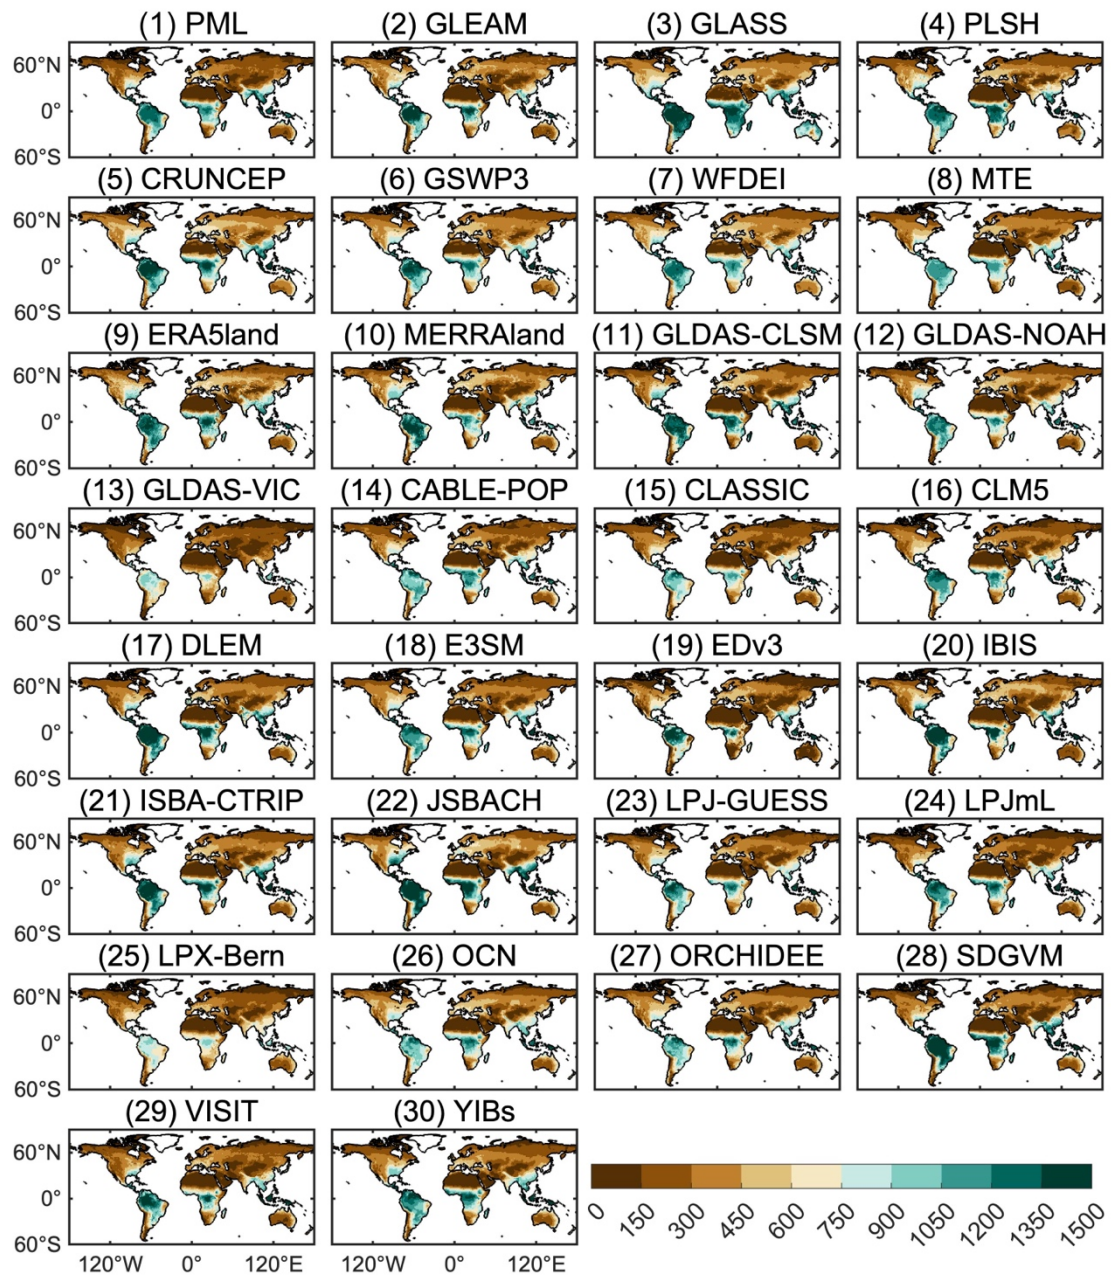 (1) PML (2) GLEAM (3) GLASS (4) PLSH
60°N
0°
60°S
(5) CRUNCEP (6) GSWP3 (7) WFDEI (8) MTE
60°N
0°
60°S
(9) ERA5land (10) MERRAland (11) GLDAS-CLSM (12) GLDAS-NOAH
60°N
0°
60°S
(13) GLDAS-VIC (14) CABLE-POP (15) CLASSIC (16) CLM5
60°N
0°
60°S
(17) DLEM (18) E3SM (19) EDv3 (20) IBIS
60°N
0°
60°S
(21) ISBA-CTRIP (22) JSBACH (23) LPJ-GUESS (24) LPJmL
60°N
0°
60°S
(25) LPX-Bern (26) OCN (27) ORCHIDEE (28) SDGVM
60°N
0°
60°S
(29) VISIT (30) YIBs
60°N
0°
60°S
120°W 0° 120°E 120°W 0° 120°E
0 150 300 450 600 750 900 1050 1200 1350 1500